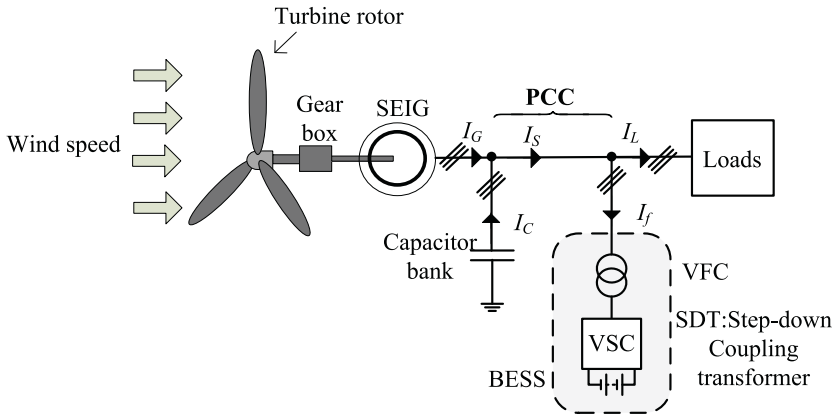 Turbine rotor
Wind speed
Gear
box
SEIG
PCC
I_G
I_S
I_L
Loads
I_C
Capacitor
bank
I_f
VFC
VSC
SDT:Step-down
Coupling
transformer
BESS